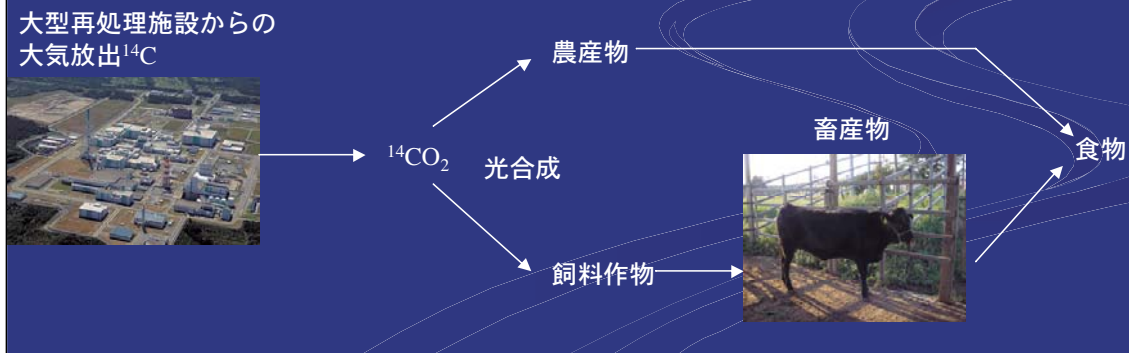 大型再処理施設からの
大気放出¹⁴C
農産物
畜産物
¹⁴CO₂
光合成
食物
飼料作物